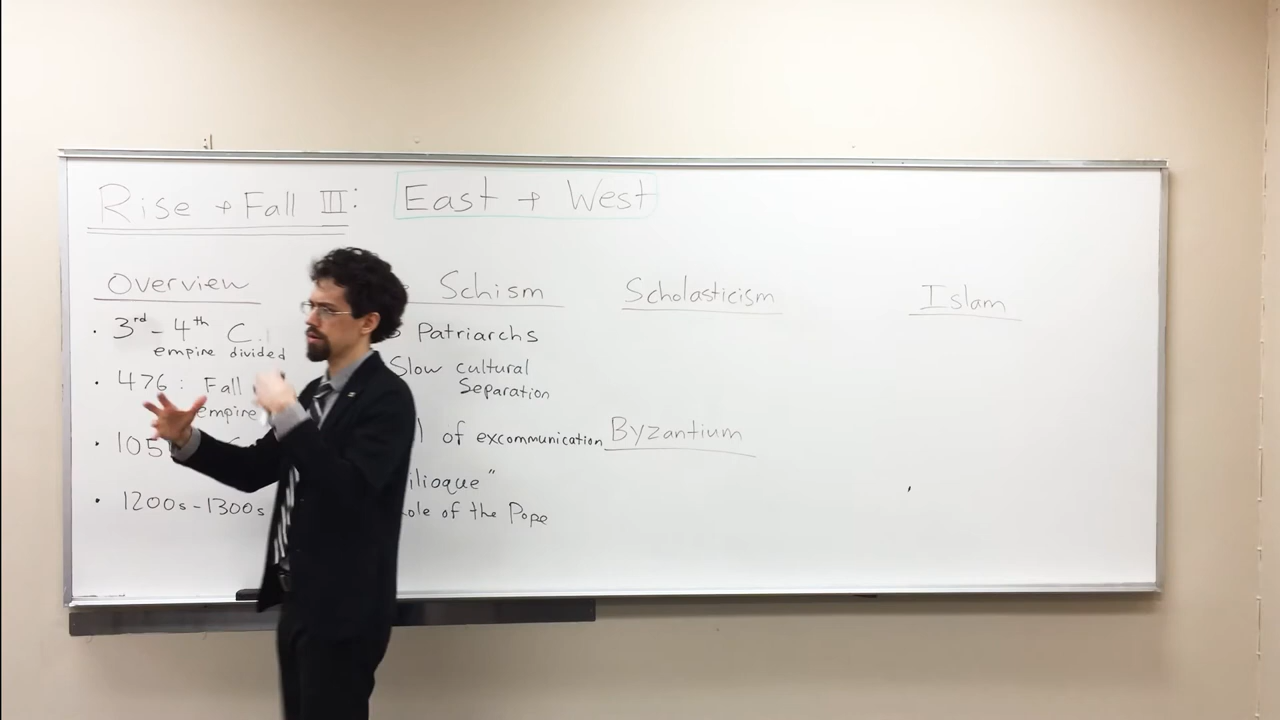 Rise + Fall III: East + West
Overview
• 3rd - 4th C.
empire divided
• 476: Fall
empire
• 105
• 1200s-1300s
Schism
Patriarchs
Slow cultural
Separation
of excommunication
ilioque"
ole of the Pope
Scholasticism
Byzantium
Islam